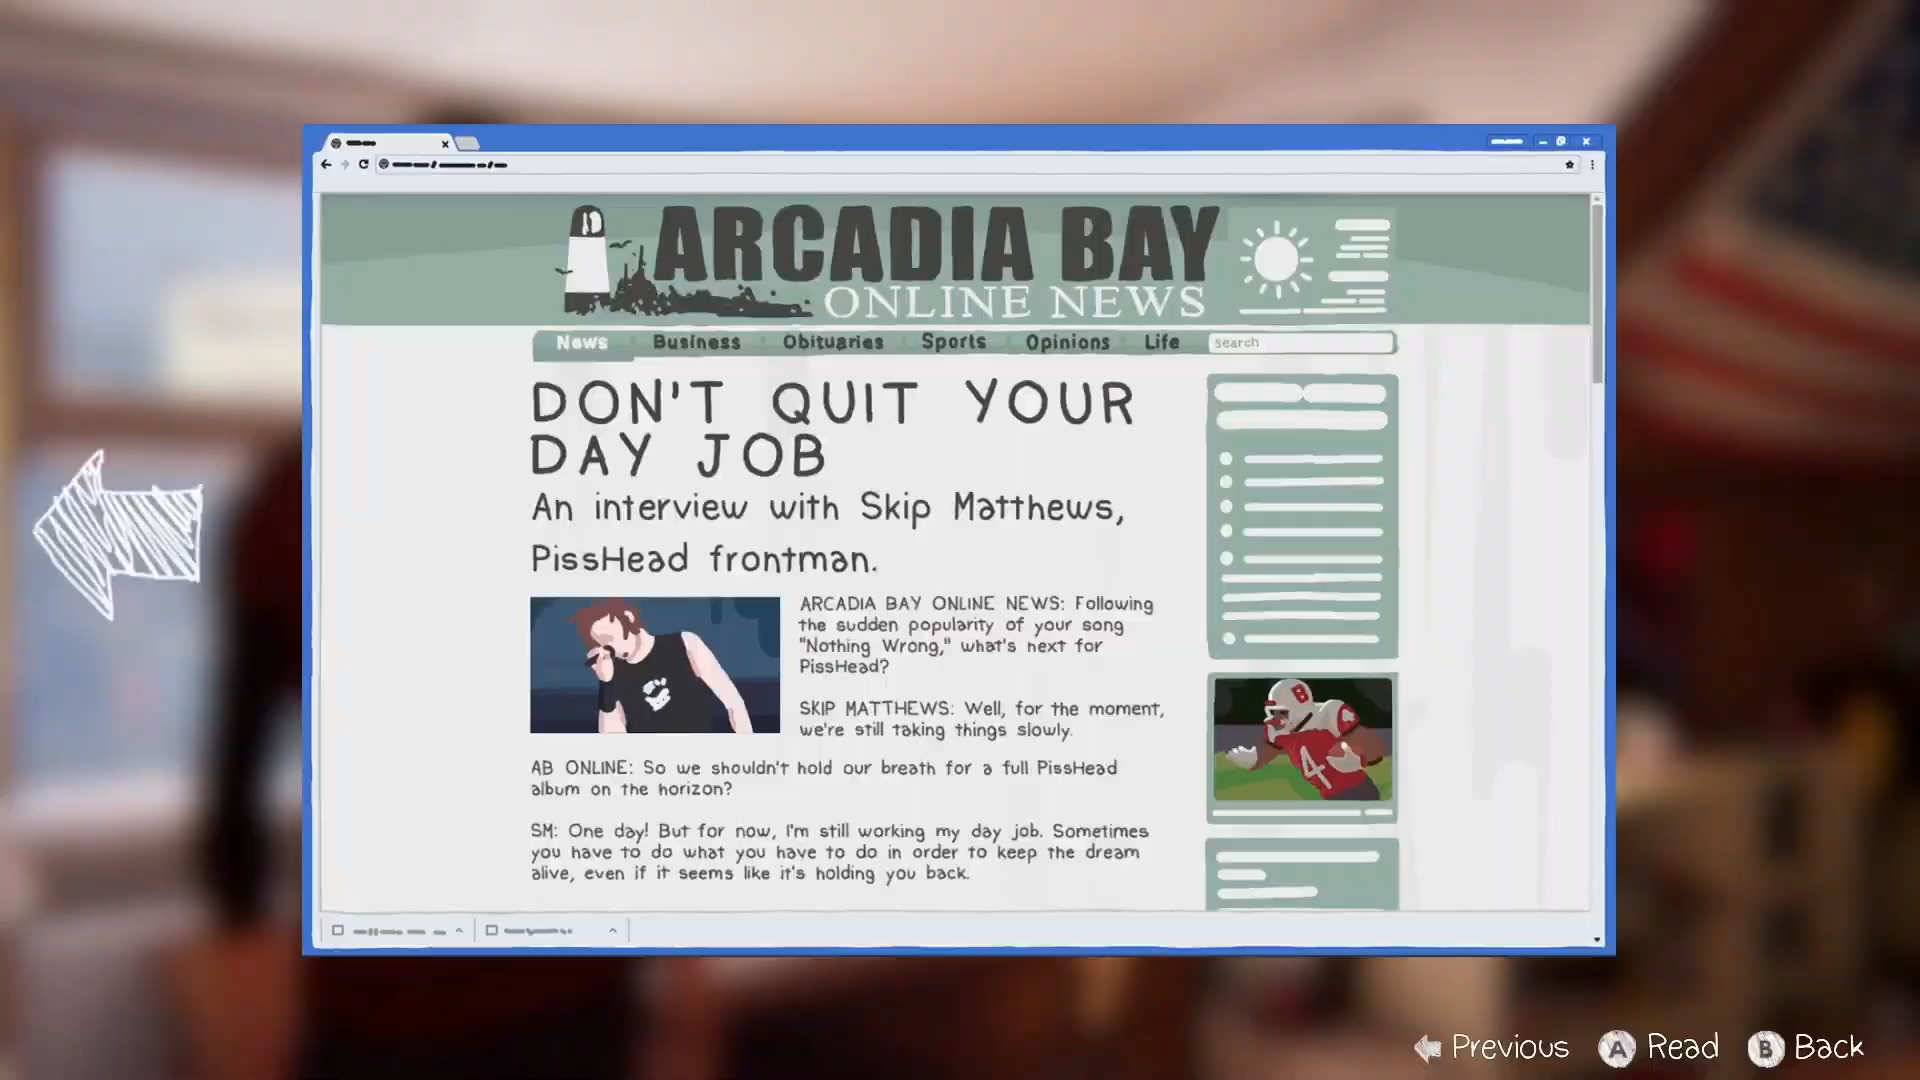 ARCADIA BAY
ONLINE NEWS
News Business Obituaries Sports Opinions Life search
DON'T QUIT YOUR
DAY JOB
An interview with Skip Matthews,
PissHead frontman.
ARCADIA BAY ONLINE NEWS: Following
the sudden popularity of your song
"Nothing Wrong," what's next for
PissHead?
SKIP MATTHEWS: Well, for the moment,
we're still taking things slowly.
AB ONLINE: So we shouldn't hold our breath for a full PissHead
album on the horizon?
SM: One day! But for now, I'm still working my day job. Sometimes
you have to do what you have to do in order to keep the dream
alive, even if it seems like it's holding you back.
B
4
Previous A Read B Back